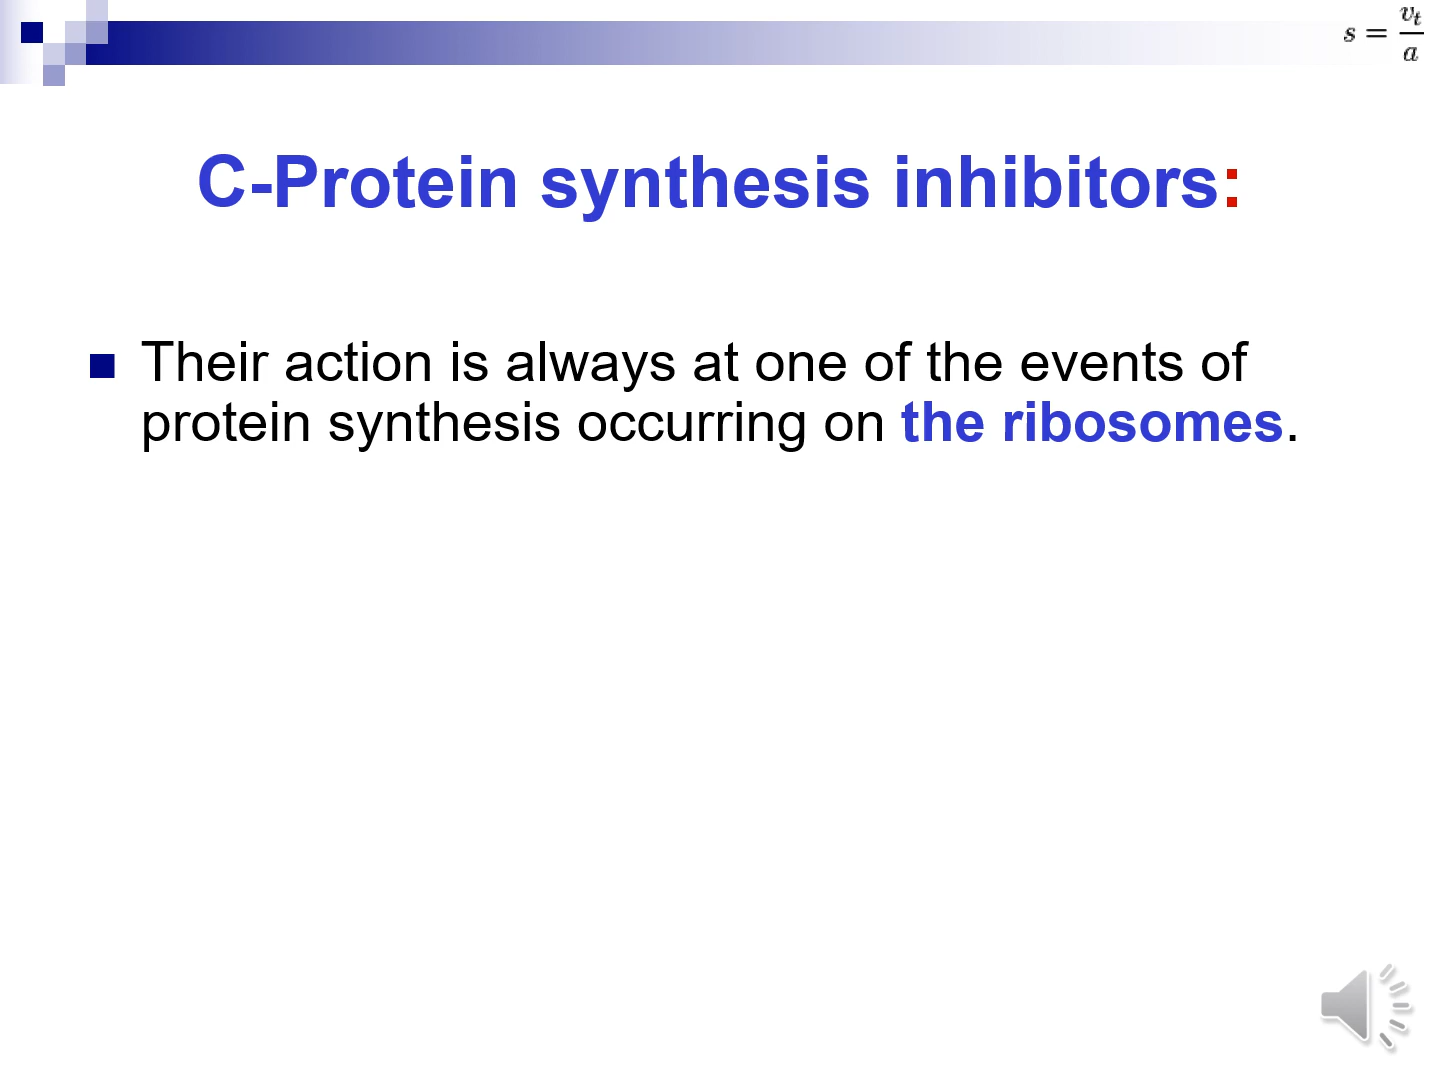 s = v_t / a
C-Protein synthesis inhibitors:
Their action is always at one of the events of
protein synthesis occurring on the ribosomes.